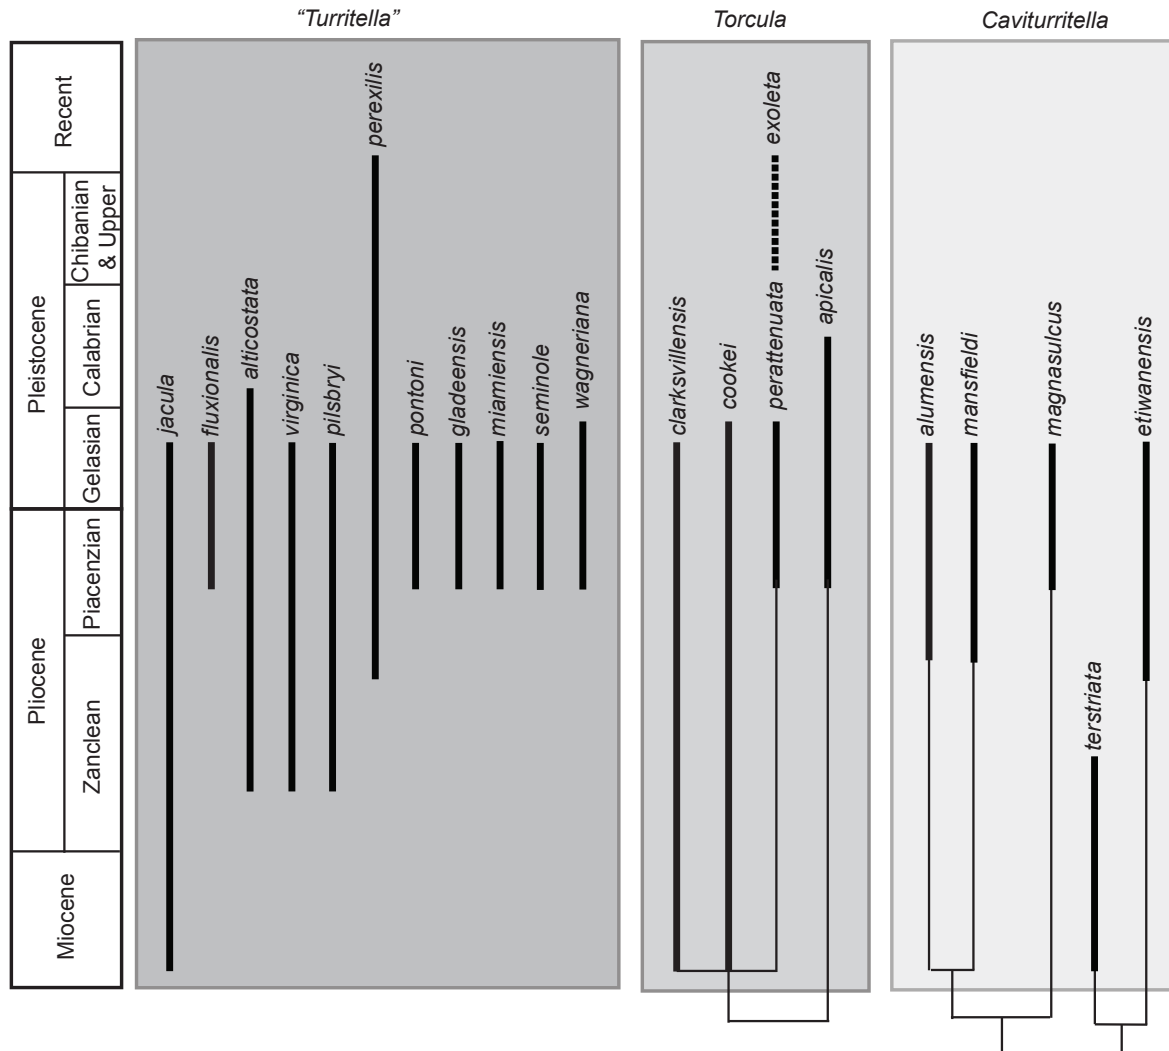 “Turritella”
Torcula
Caviturritella
Recent
Pleistocene
Pliocene
Miocene
Chibanian
& Upper
Calabrian
Gelasian
Piacenzian
Zanclean
jacula
fluxionalis
alticostata
virginica
pilsbryi
perexilis
pontoni
gladeensis
miamiensis
seminole
wagneriana
clarksvillensis
cookei
perattenuata
exoleta
apicalis
alumensis
mansfieldi
magnasulcus
terstriata
etiwanensis